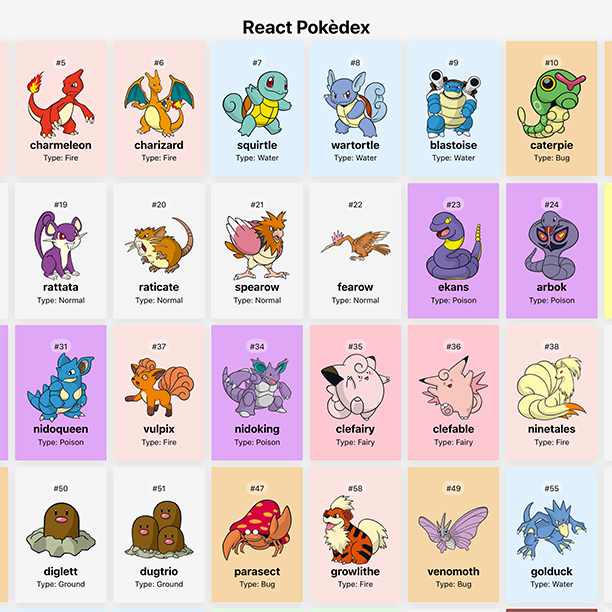 React Pokèdex
#5
charmeleon
Type: Fire
#6
charizard
Type: Fire
#7
squirtle
Type: Water
#8
wartortle
Type: Water
#9
blastoise
Type: Water
#10
caterpie
Type: Bug
#19
rattata
Type: Normal
#20
raticate
Type: Normal
#21
spearow
Type: Normal
#22
fearow
Type: Normal
#23
ekans
Type: Poison
#24
arbok
Type: Poison
#31
nidoqueen
Type: Poison
#37
vulpix
Type: Fire
#34
nidoking
Type: Poison
#35
clefairy
Type: Fairy
#36
clefable
Type: Fairy
#38
ninetales
Type: Fire
#50
diglett
Type: Ground
#51
dugtrio
Type: Ground
#47
parasect
Type: Bug
#58
growlithe
Type: Fire
#49
venomoth
Type: Bug
#55
golduck
Type: Water